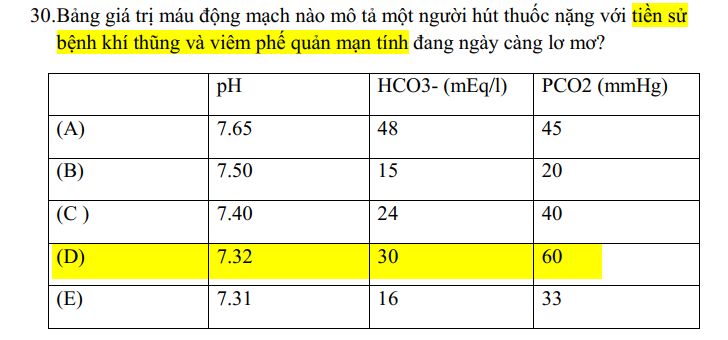 30.Bảng giá trị máu động mạch nào mô tả một người hút thuốc nặng với tiền sử
bệnh khí thũng và viêm phế quản mạn tính đang ngày càng lơ mơ?
pH HCO3- (mEq/l) PCO2 (mmHg)
(A) 7.65 48 45
(B) 7.50 15 20
(C ) 7.40 24 40
(D) 7.32 30 60
(E) 7.31 16 33